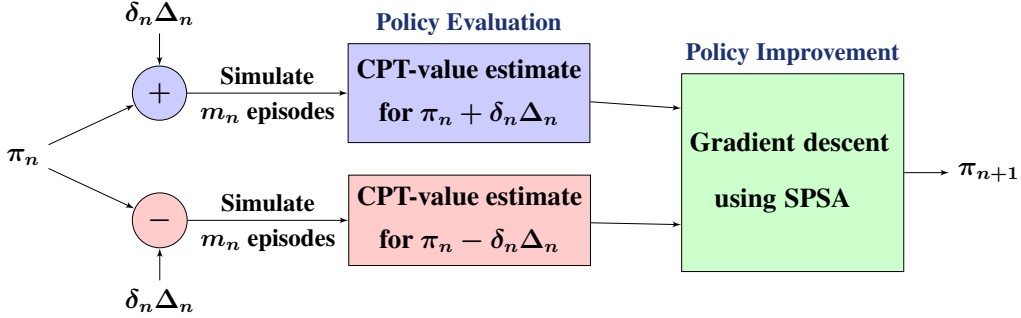 δₙΔₙ
Policy Evaluation
Policy Improvement
+
Simulate
mₙ episodes
CPT-value estimate
for πₙ + δₙΔₙ
πₙ
Gradient descent
using SPSA
πₙ₊₁
−
Simulate
mₙ episodes
CPT-value estimate
for πₙ − δₙΔₙ
δₙΔₙ